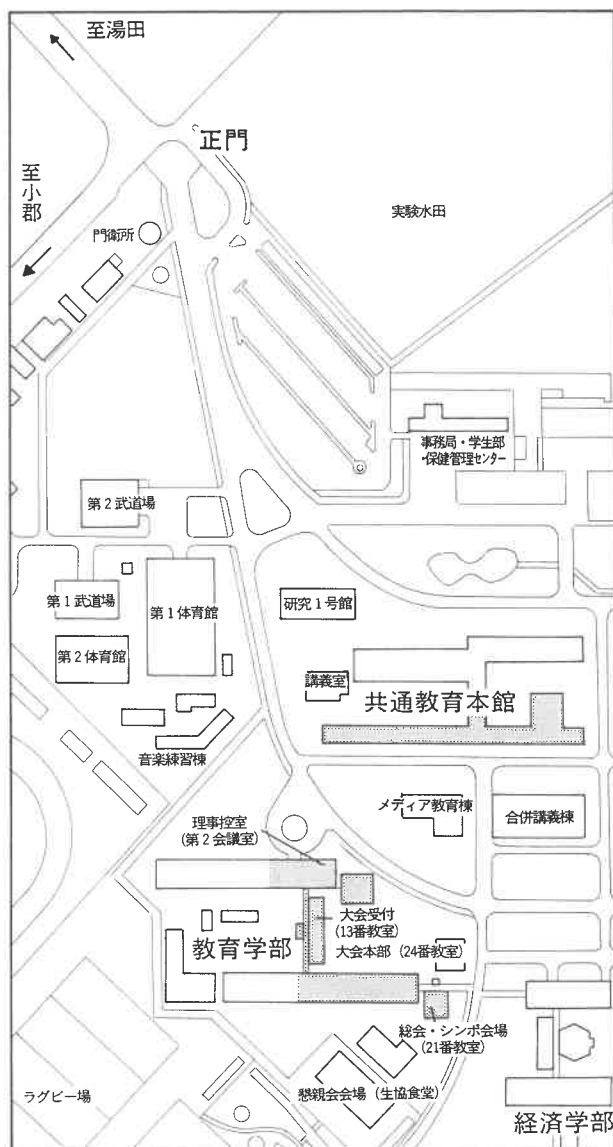 至湯田
正門
至小郡
門衛所
実験水田
事務局・学生部
・保健管理センター
第2武道場
第1武道場
第1体育館
研究1号館
第2体育館
講義室
共通教育本館
音楽練習棟
メディア教育棟
合併講義棟
理事控室
(第2会議室)
大会受付
(13番教室)
教育学部
大会本部(24番教室)
総会・シンポ会場
(21番教室)
懇親会会場(生協食堂)
ラグビー場
経済学部